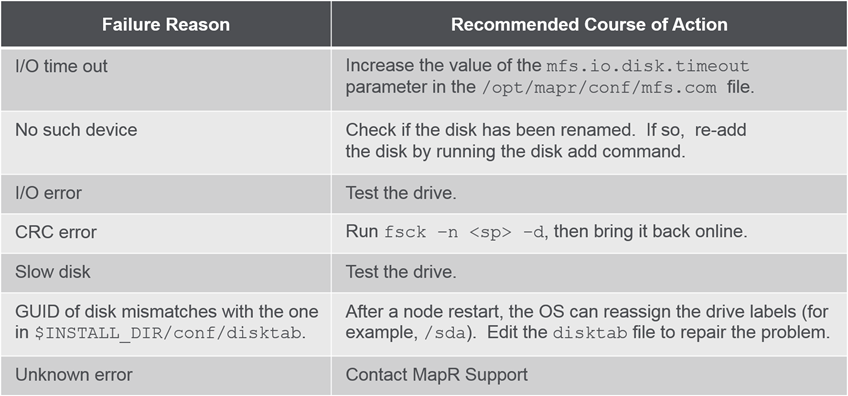 Failure Reason
Recommended Course of Action
I/O time out
Increase the value of the mfs.io.disk.timeout
parameter in the /opt/mapr/conf/mfs.com file.
No such device
Check if the disk has been renamed. If so, re-add
the disk by running the disk add command.
I/O error
Test the drive.
CRC error
Run fsck –n <sp> –d, then bring it back online.
Slow disk
Test the drive.
GUID of disk mismatches with the one
in $INSTALL_DIR/conf/disktab.
After a node restart, the OS can reassign the drive labels (for
example, /sda). Edit the disktab file to repair the problem.
Unknown error
Contact MapR Support